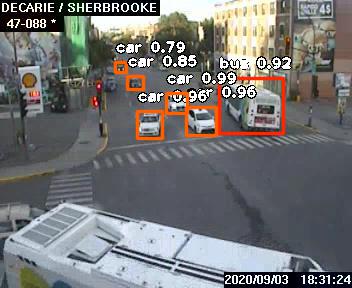 DECARIE / SHERBROOKE
47-088 *
car 0.79
car 0.85
bus 0.92
car 0.99
car 0.96
0.96
45
2020/09/03 18:31:24